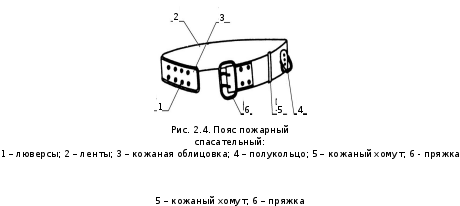 2
3
1
6
5
4
Рис. 2.4. Пояс пожарный
спасательный:
1 – люверсы; 2 – ленты; 3 – кожаная облицовка; 4 – полукольцо; 5 – кожаный хомут; 6 - пряжка
5 – кожаный хомут; 6 – пряжка